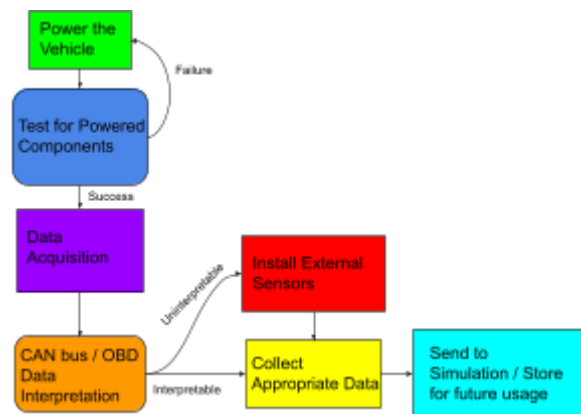 Power the
Vehicle
Failure
Test for Powered
Components
Success
Data
Acquisition
Uninterpretable
Install External
Sensors
CAN bus / OBD
Data
Interpretation
Interpretable
Collect
Appropriate Data
Send to
Simulation / Store
for future usage